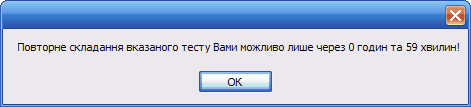 Повторне складання вказаного тесту Вами можливо лише через 0 годин та 59 хвилин!
OK